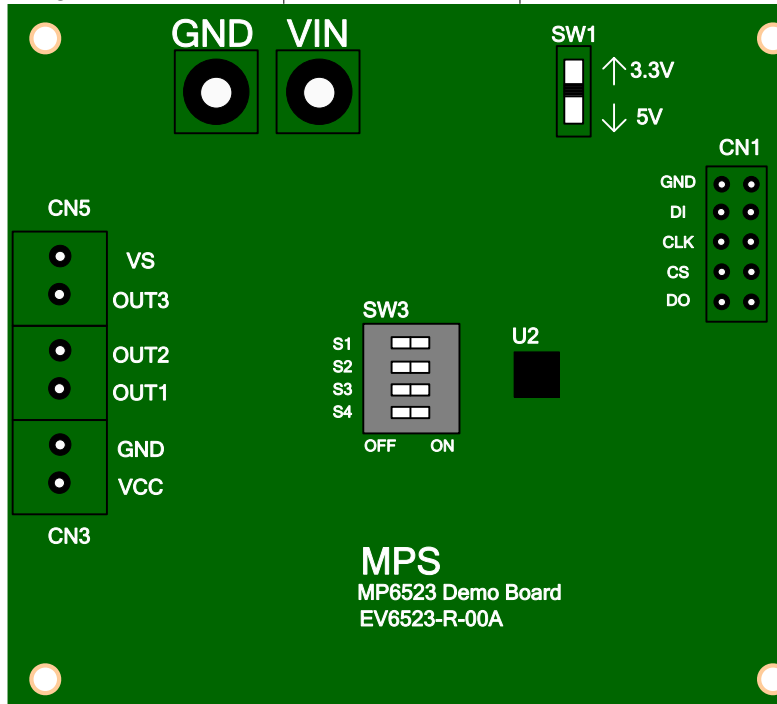 GND VIN
SW1
3.3V
5V
CN1
GND
DI
CLK
CS
DO
CN5
VS
OUT3
OUT2
OUT1
GND
VCC
CN3
SW3
S1
S2
S3
S4
OFF ON
U2
MPS
MP6523 Demo Board
EV6523-R-00A